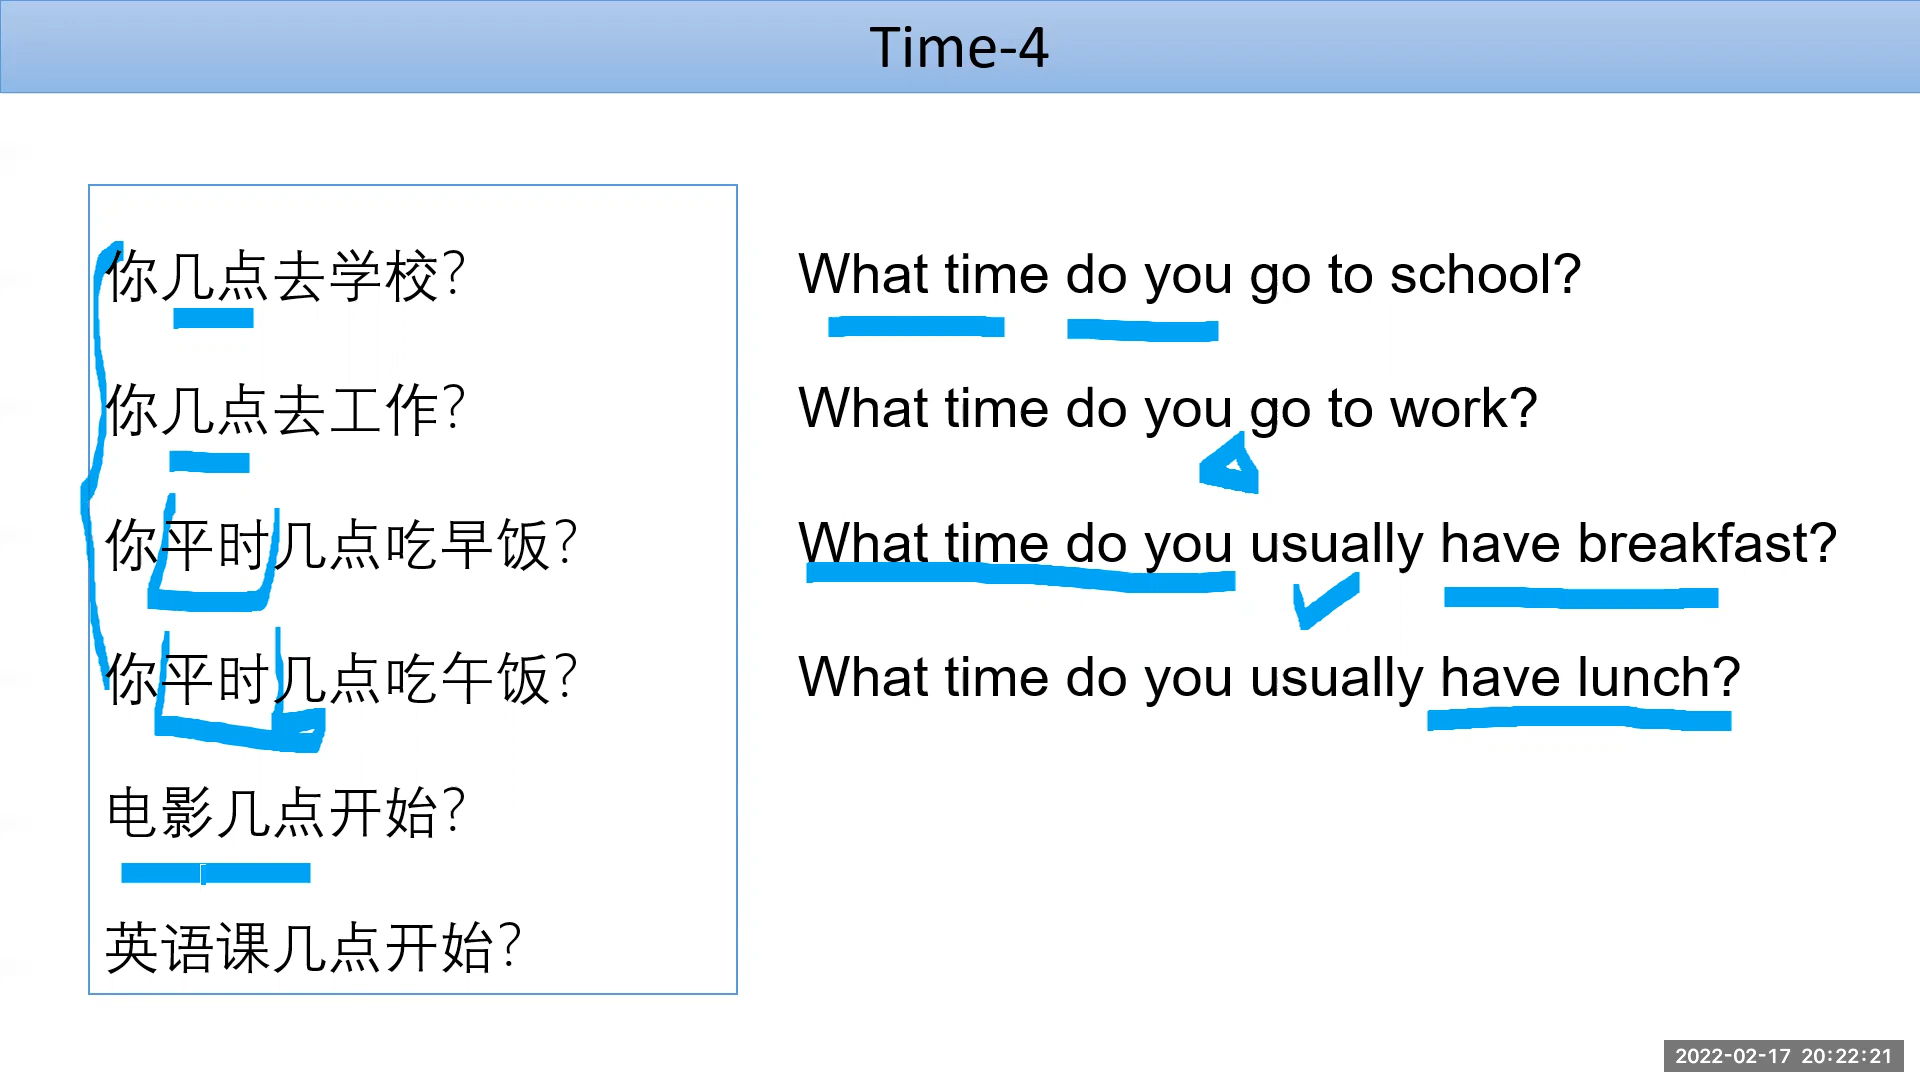 Time-4
你几点去学校?
What time do you go to school?
你几点去工作?
What time do you go to work?
你平时几点吃早饭?
What time do you usually have breakfast?
你平时几点吃午饭?
What time do you usually have lunch?
电影几点开始?
英语课几点开始?
2022-02-17 20:22:21